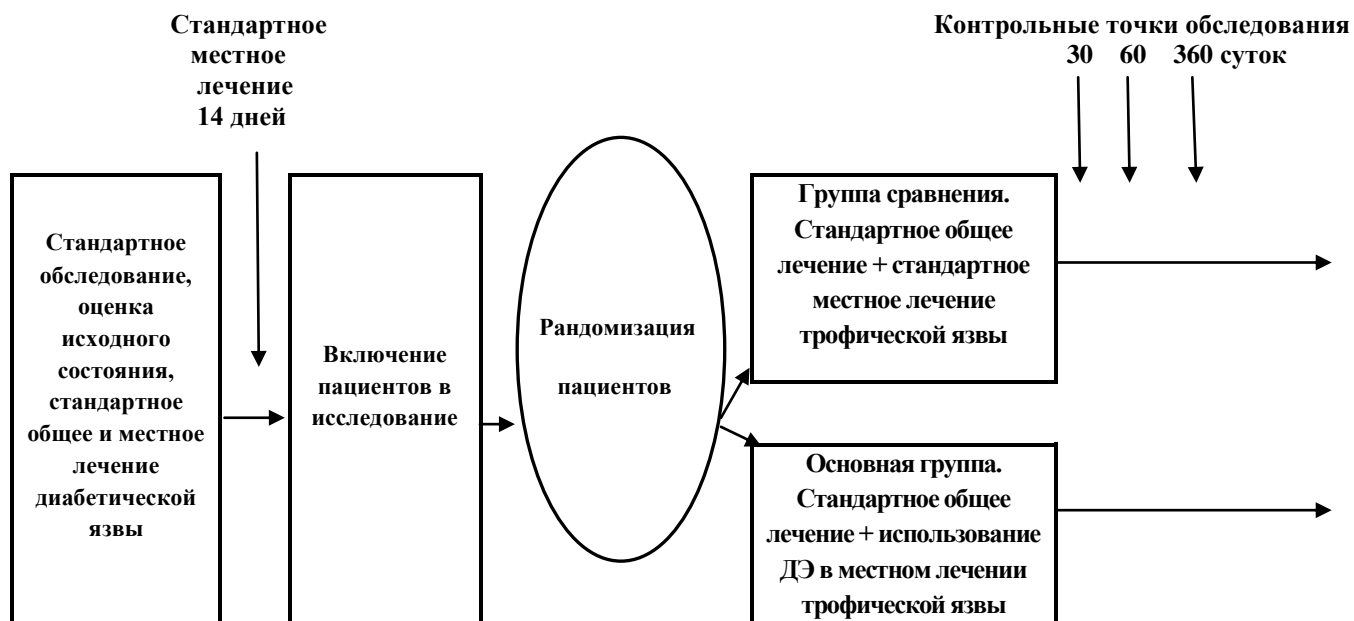 Стандартное
местное
лечение
14 дней
Контрольные точки обследования
30 60 360 суток
Стандартное
обследование,
оценка
исходного
состояния,
стандартное
общее и местное
лечение
диабетической
язвы
Включение
пациентов в
исследование
Рандомизация
пациентов
Группа сравнения.
Стандартное общее
лечение + стандартное
местное лечение
трофической язвы
Основная группа.
Стандартное общее
лечение + использование
ДЭ в местном лечении
трофической язвы